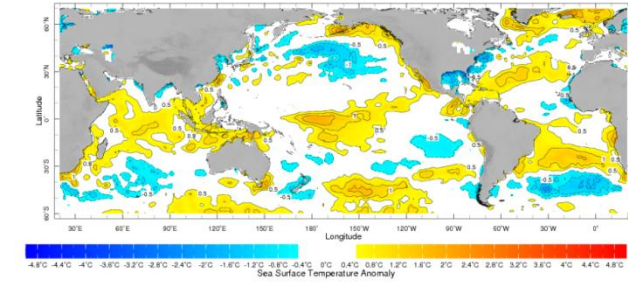 60°N
30°N
0°
30°S
60°S
Latitude
30°E 60°E 90°E 120°E 150°E 180° 150°W 120°W 90°W 60°W 30°W 0°
Longitude
-4.8°C -4.4°C -4°C -3.6°C -3.2°C -2.8°C -2.4°C -2°C -1.6°C -1.2°C -0.8°C -0.4°C 0.4°C 0.8°C 1.2°C 1.6°C 2°C 2.4°C 2.8°C 3.2°C 3.6°C 4°C 4.4°C 4.8°C
Sea Surface Temperature Anomaly